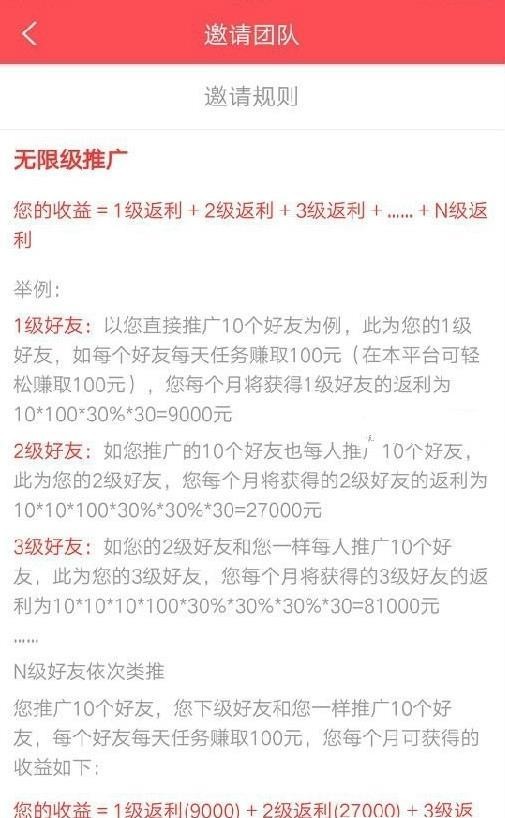 邀请团队
邀请规则
无限级推广
您的收益=1级返利+2级返利+3级返利+……+N级返
利
举例：
1级好友：以您直接推广10个好友为例，此为您的1级
好友，如每个好友每天任务赚取100元（在本平台可轻
松赚取100元），您每个月将获得1级好友的返利为
10*100*30%*30=9000元
2级好友：如您推广的10个好友也每人推广10个好友，
此为您的2级好友，您每个月将获得的2级好友的返利为
10*10*100*30%*30%*30=27000元
3级好友：如您的2级好友和您一样每人推广10个好
友，此为您的3级好友，您每个月将获得的3级好友的返
利为10*10*10*100*30%*30%*30%*30=81000元
……
N级好友依次类推
您推广10个好友，您下级好友和您一样推广10个好
友，每个好友每天任务赚取100元，您每个月可获得的
收益如下：
您的收益=1级返利(9000)+2级返利(27000)+3级返